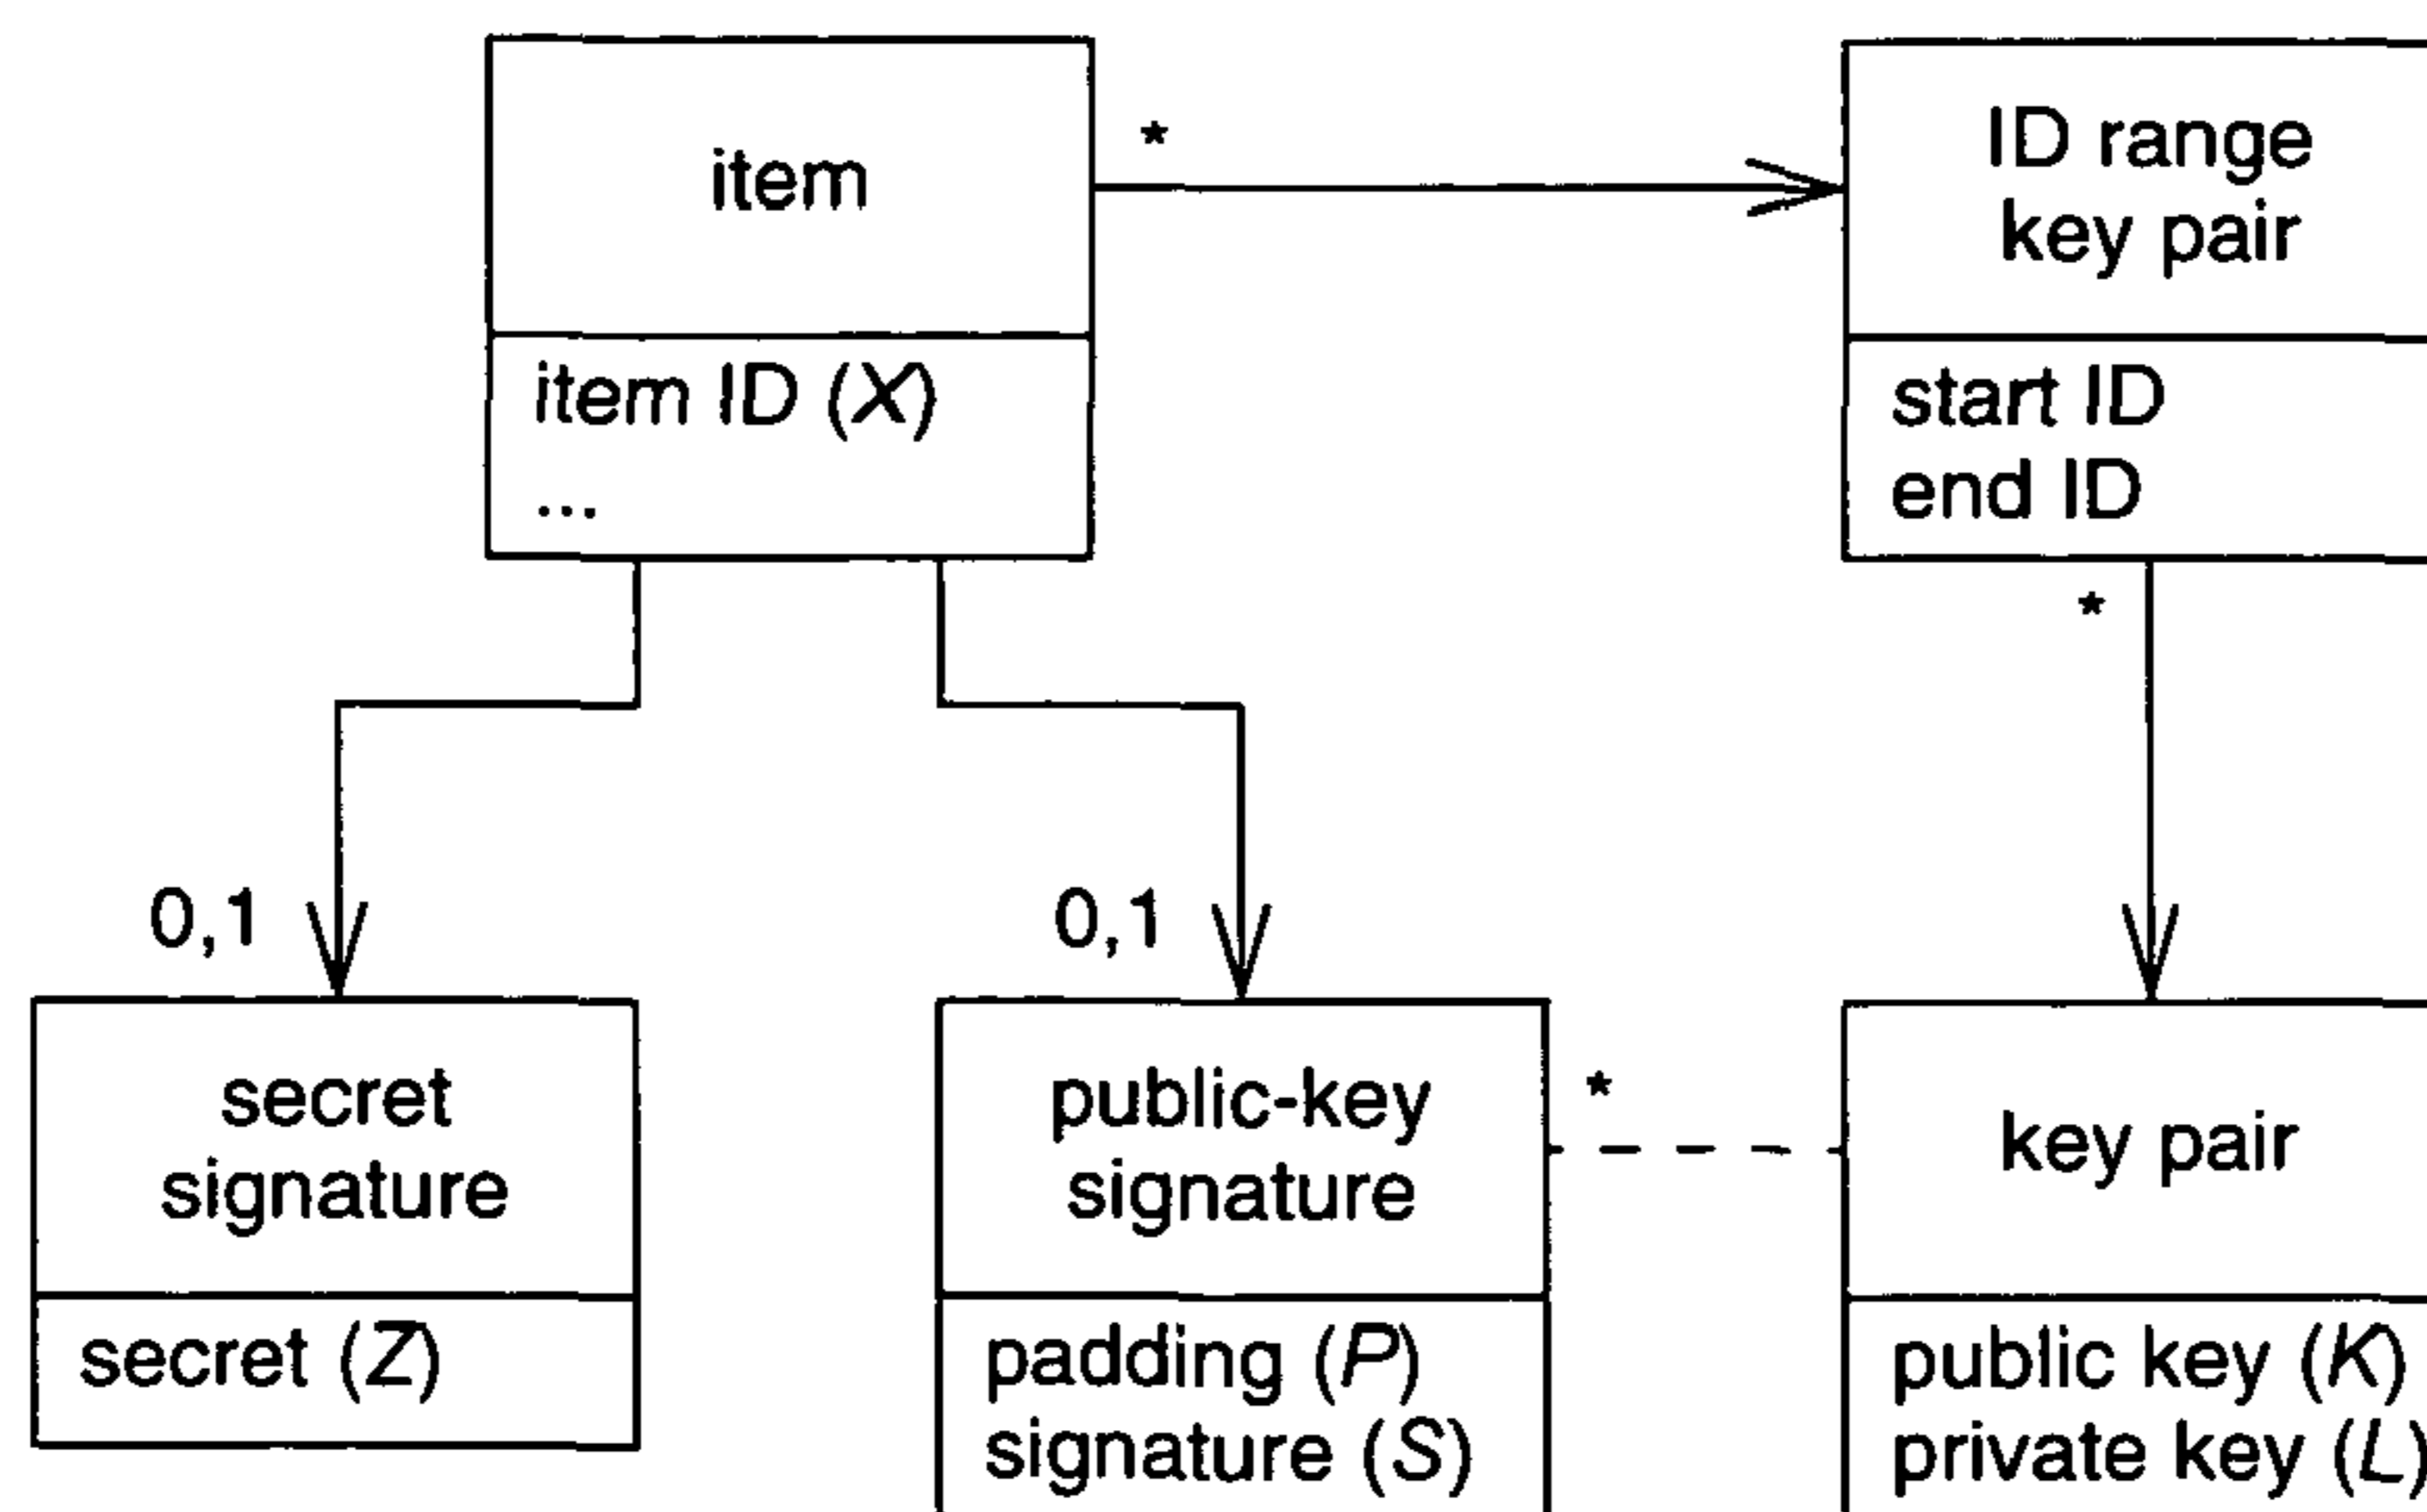 item
*
ID range
key pair
item ID (X)
...
start ID
end ID
*
0,1
0,1
secret
signature
public-key
signature
*
key pair
secret (Z)
padding (P)
signature (S)
public key (K)
private key (L)